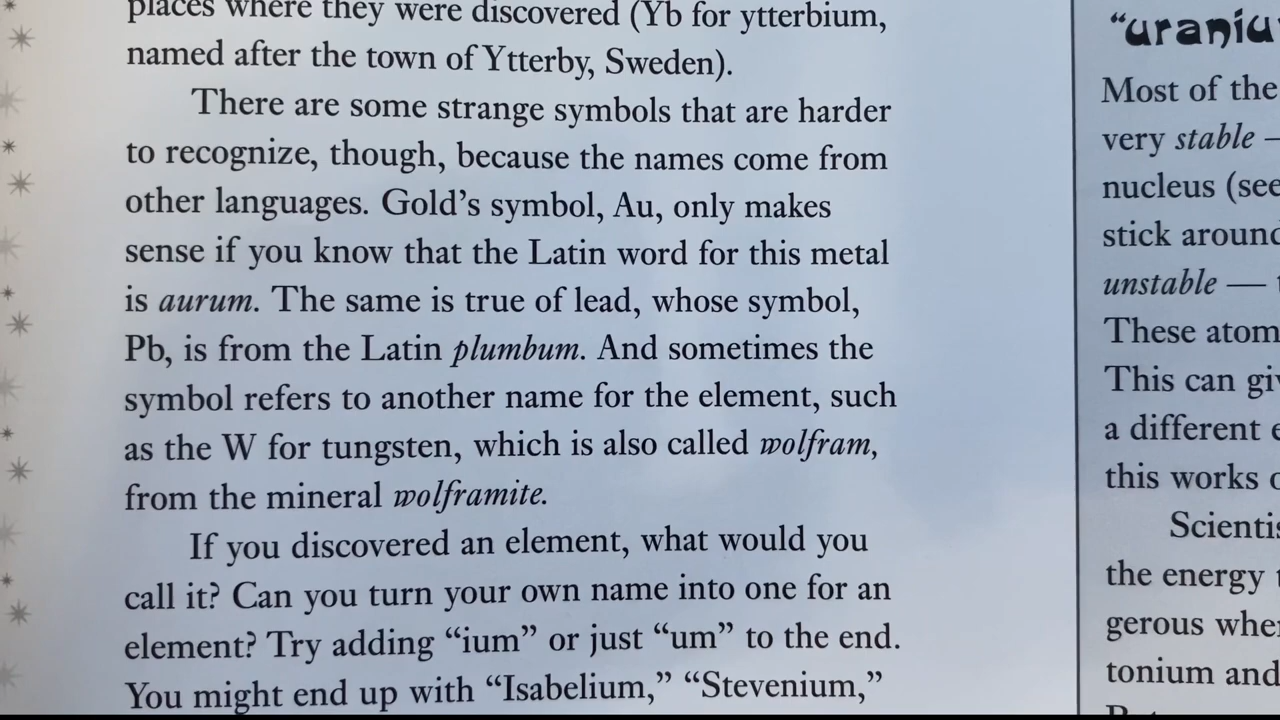 places where they were discovered (Yb for ytterbium,
named after the town of Ytterby, Sweden).
There are some strange symbols that are harder
to recognize, though, because the names come from
other languages. Gold’s symbol, Au, only makes
sense if you know that the Latin word for this metal
is aurum. The same is true of lead, whose symbol,
Pb, is from the Latin plumbum. And sometimes the
symbol refers to another name for the element, such
as the W for tungsten, which is also called wolfram,
from the mineral wolframite.
If you discovered an element, what would you
call it? Can you turn your own name into one for an
element? Try adding “ium” or just “um” to the end.
You might end up with “Isabelium,” “Stevenium,”
Most of the
very stable —
nucleus (see
stick around
unstable —
These atom
This can
a different
this works
Scientis
the energy
gerous
tonium and